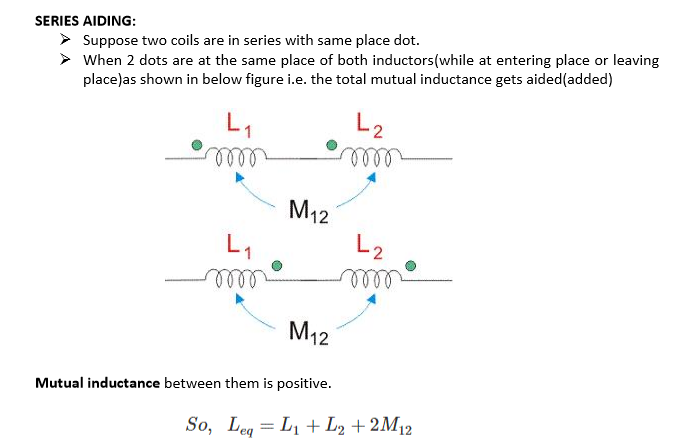 SERIES AIDING:
➢ Suppose two coils are in series with same place dot.
➢ When 2 dots are at the same place of both inductors(while at entering place or leaving
place)as shown in below figure i.e. the total mutual inductance gets aided(added)
L₁ L₂
M₁₂
L₁ L₂
M₁₂
Mutual inductance between them is positive.
So, Leq = L₁ + L₂ + 2M₁₂